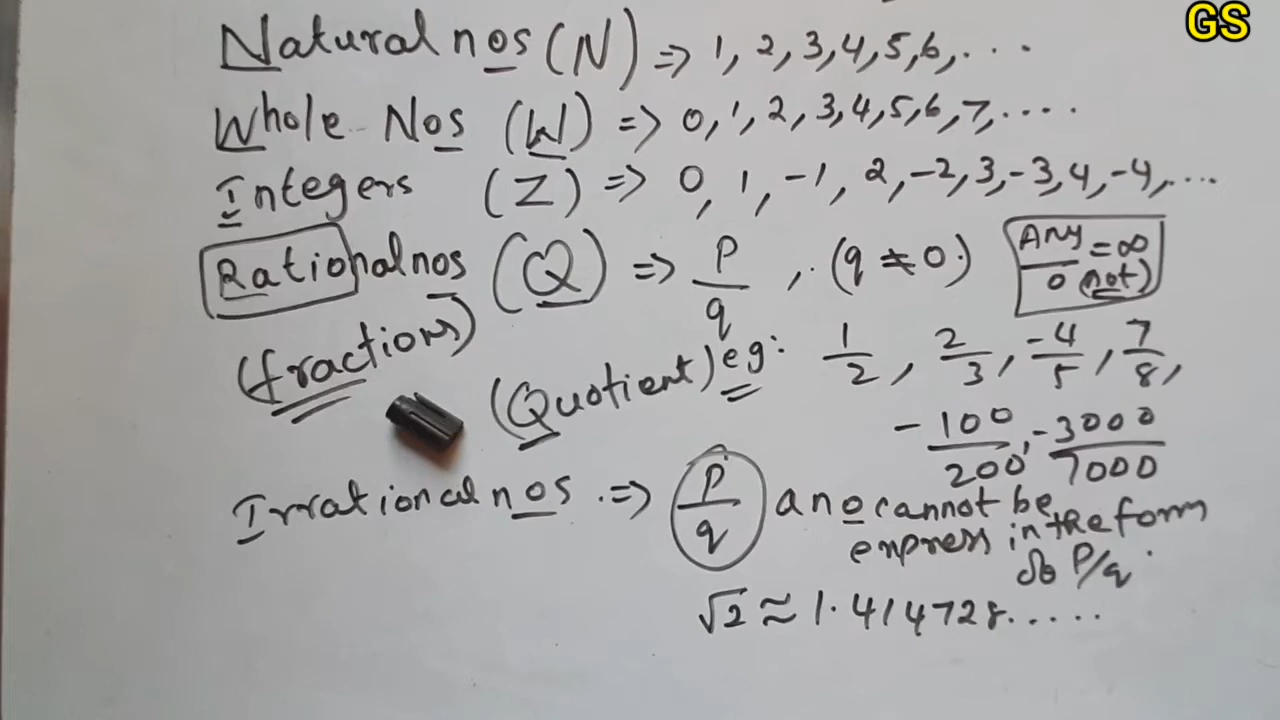 GS
Natural nos (N) => 1, 2, 3, 4, 5, 6, ...
Whole Nos (W) => 0, 1, 2, 3, 4, 5, 6, 7, ....
Integers (Z) => 0, 1, -1, 2, -2, 3, -3, 4, -4, ....
Rational nos (Q) => P/q, (q ≠ 0) ANY/0 = ∞ (not)
(fractions) (Quotient) eg: 1/2, 2/3, -4/5, 7/8,
-100/200, -3000/7000
Irrational nos => P/q a no cannot be
express in the form
of P/q
√2 ≈ 1.414728.....